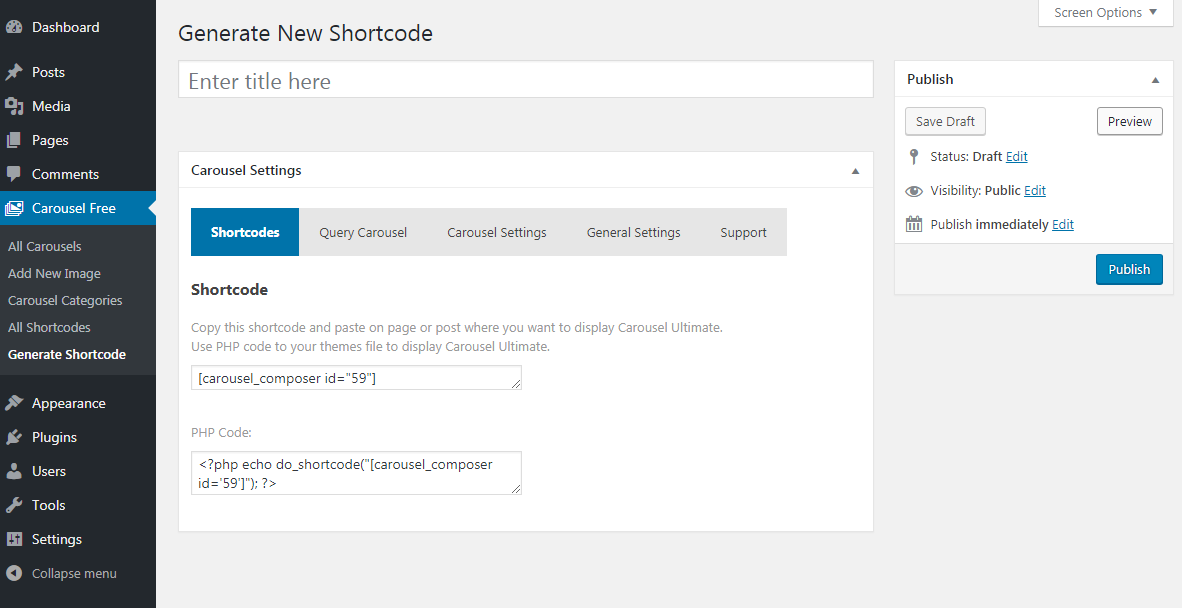 Dashboard
Posts
Media
Pages
Comments
Carousel Free
All Carousels
Add New Image
Carousel Categories
All Shortcodes
Generate Shortcode
Appearance
Plugins
Users
Tools
Settings
Collapse menu
Screen Options
Generate New Shortcode
Enter title here
Carousel Settings
Shortcodes Query Carousel Carousel Settings General Settings Support
Shortcode
Copy this shortcode and paste on page or post where you want to display Carousel Ultimate.
Use PHP code to your themes file to display Carousel Ultimate.
[carousel_composer id="59"]
PHP Code:
<?php echo do_shortcode("[carousel_composer
id='59']"); ?>
Publish
Save Draft Preview
Status: Draft Edit
Visibility: Public Edit
Publish immediately Edit
Publish